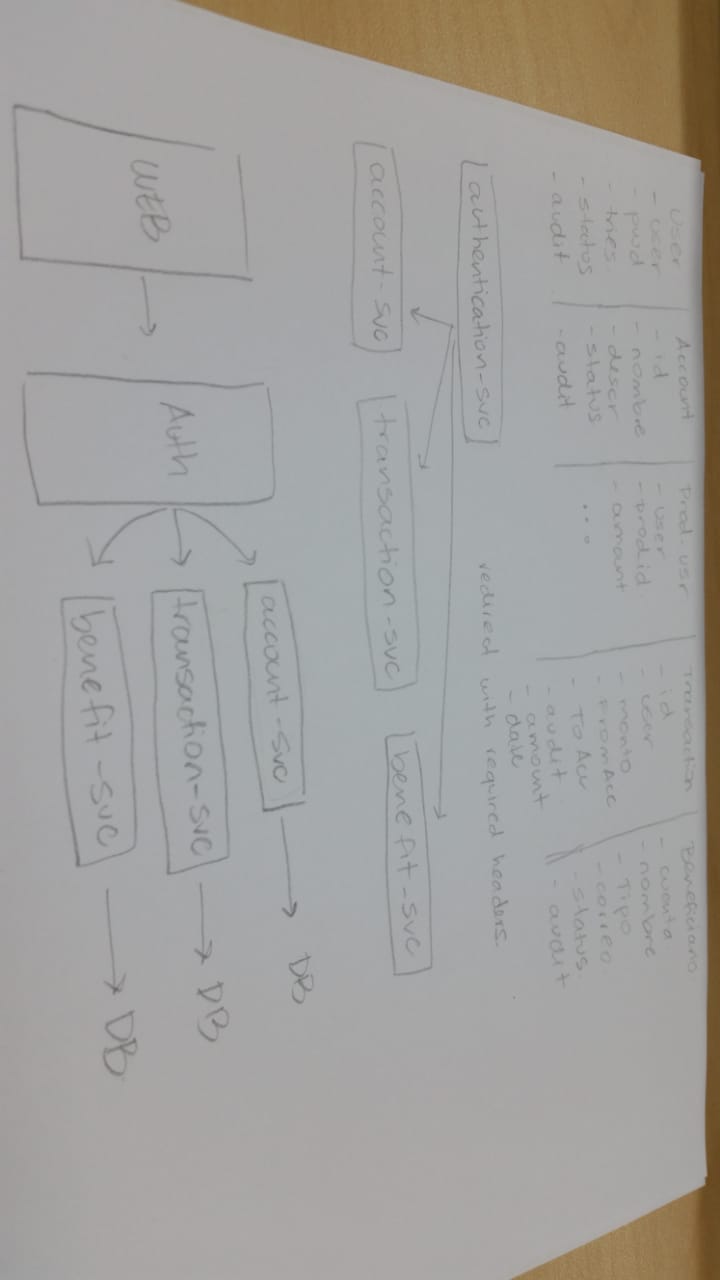 User
- user
- pwd
- tries
- status
- audit
Account
- id
- nombre
- descr
- status
- audit
Prod. usr
- user
- prodid.
- amount
...
Transaction
- id
- user
- monto
- From Acc
- To Acc
- audit
- amount
- date
Beneficiario
- cuenta
- nombre
- Tipo
- correo
- status
- audit
authentication-svc
redired with required headers.
account-svc
transaction-svc
benefit-svc
WEB
Auth
account-svc
DB
transaction-svc
DB
benefit-svc
DB